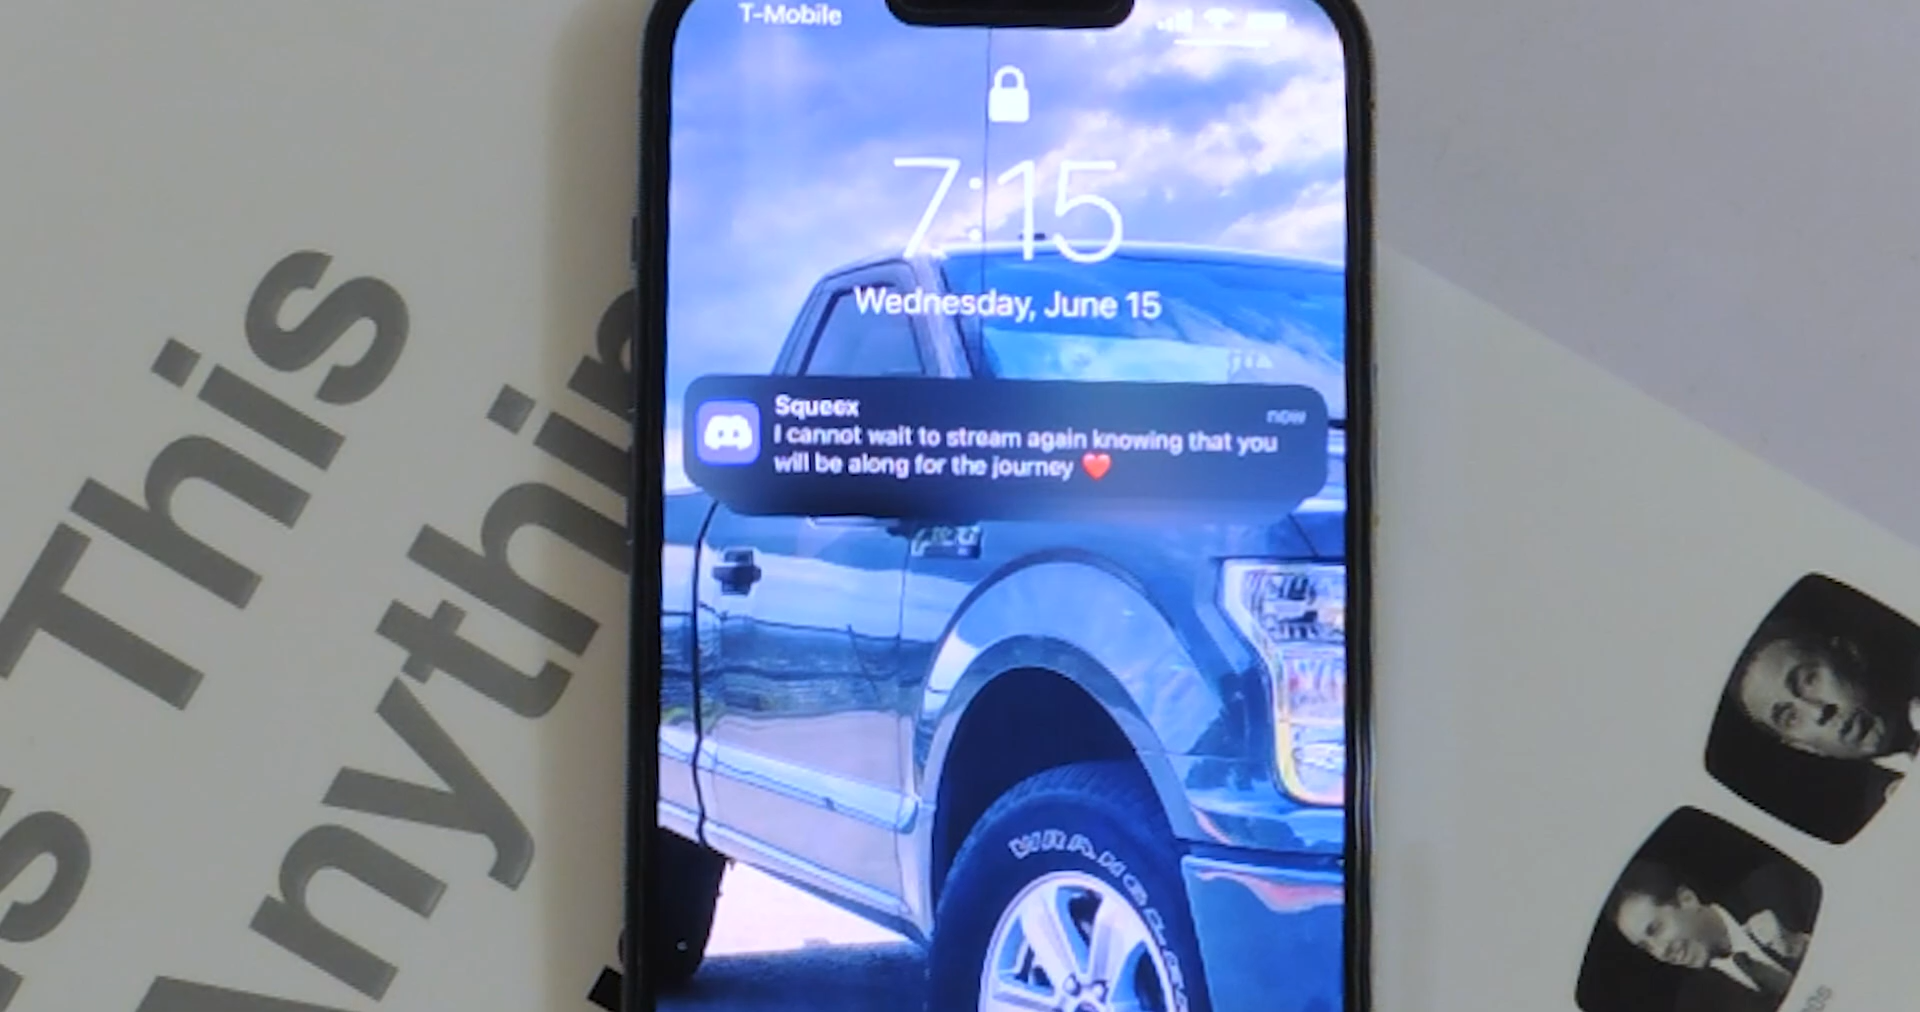 T-Mobile
7:15
Wednesday, June 15
Squeex
now
I cannot wait to stream again knowing that you
will be along for the journey ❤️
This
Anything